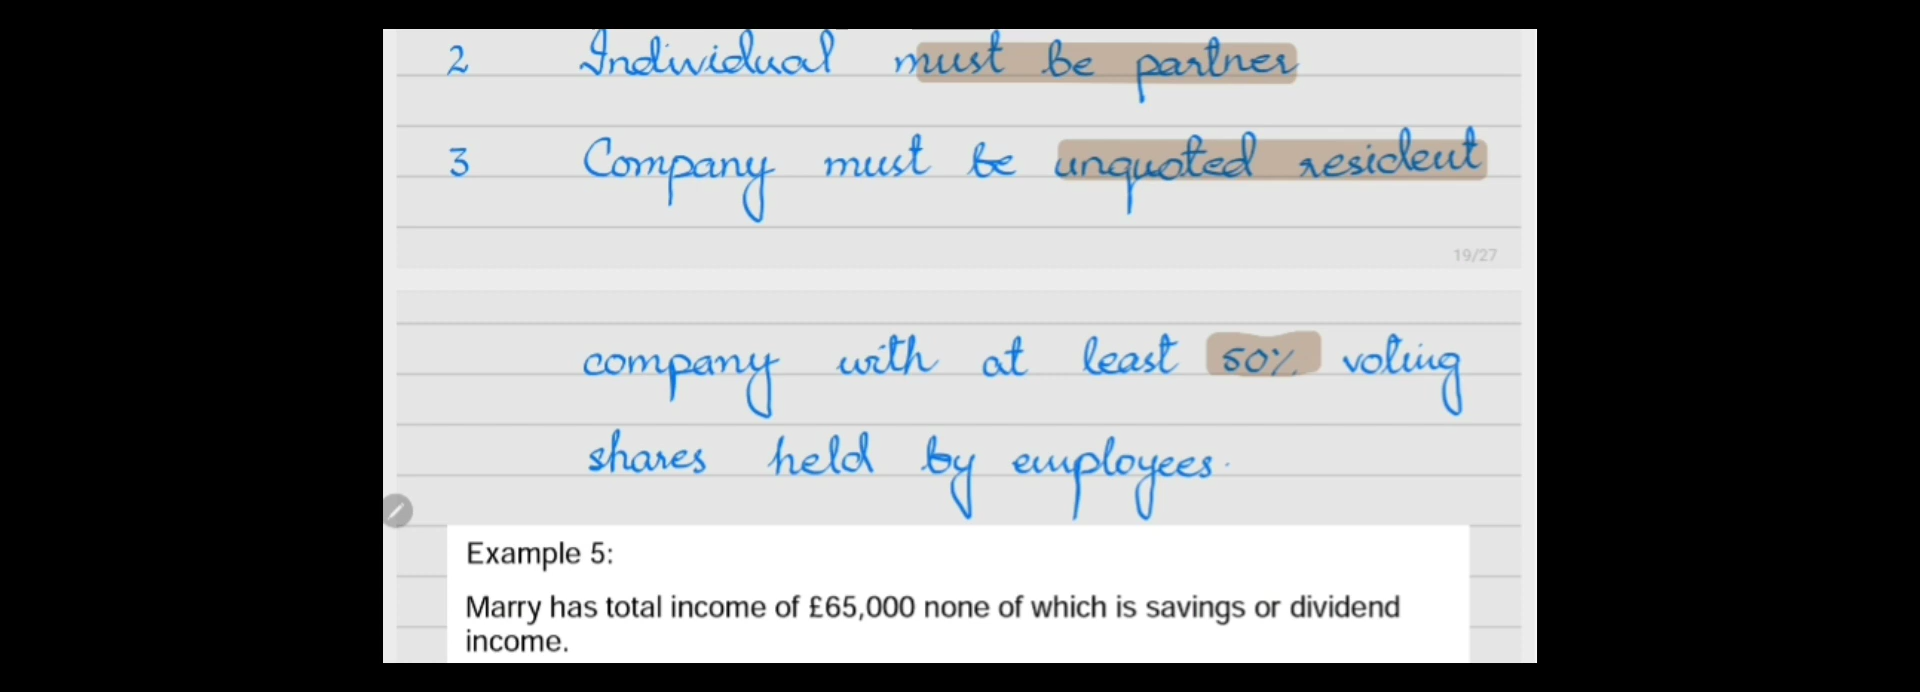 2 Individual must be partner
3 Company must be unquoted resident
19/27
company with at least 50% voting
shares held by employees.
Example 5:
Marry has total income of £65,000 none of which is savings or dividend
income.